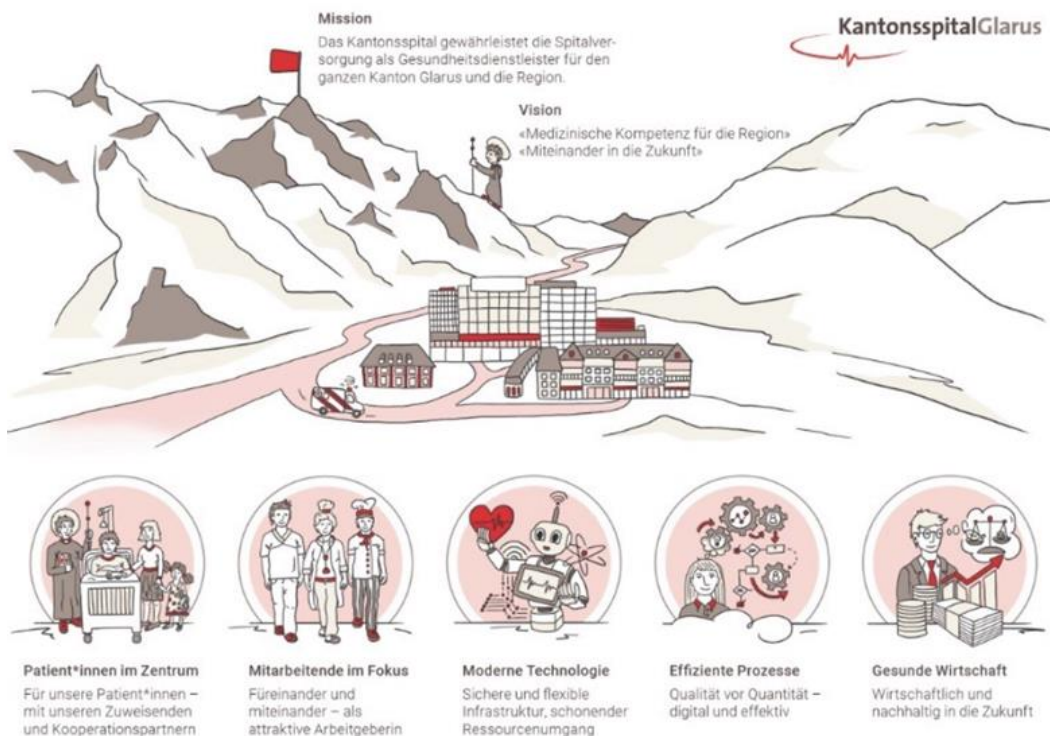 Mission
Das Kantonsspital gewährleistet die Spitalver-
sorgung als Gesundheitsdienstleister für den
ganzen Kanton Glarus und die Region.
KantonsspitalGlarus
Vision
«Medizinische Kompetenz für die Region»
«Miteinander in die Zukunft»
Patient*innen im Zentrum
Für unsere Patient*innen –
mit unseren Zuweisenden
und Kooperationspartnern
Mitarbeitende im Fokus
Füreinander und
miteinander – als
attraktive Arbeitgeberin
Moderne Technologie
Sichere und flexible
Infrastruktur, schonender
Ressourcenumgang
Effiziente Prozesse
Qualität vor Quantität –
digital und effektiv
Gesunde Wirtschaft
Wirtschaftlich und
nachhaltig in die Zukunft